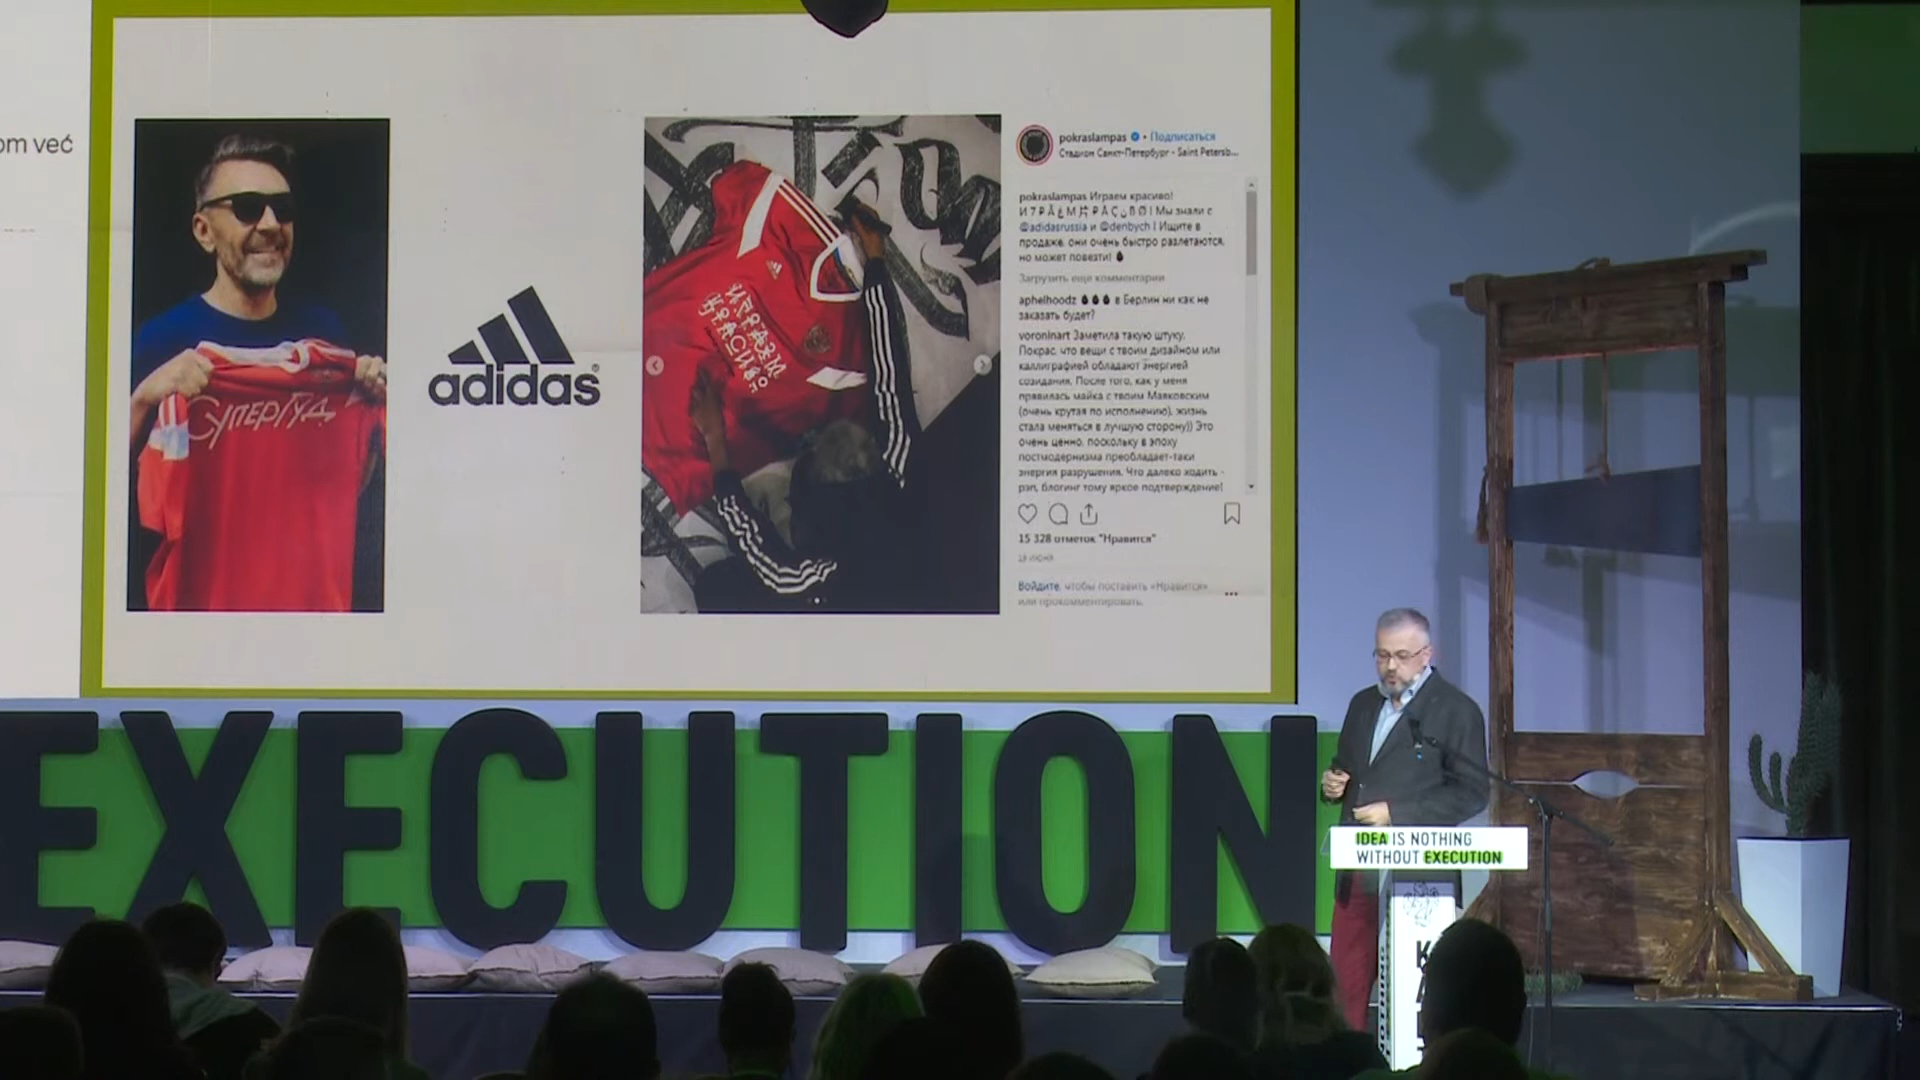 om već
СУПЕРГУД
adidas
ИГРАЕМ
КРАСИВО
pokraslampas • Подписаться
Стадион Санкт-Петербург - Saint Petersb...
pokraslampas Играем красиво!
Мы знали с
@adidasrussia и @denbych | Ищите в
продаже, они очень быстро разлетаются,
но может повезти!
Загрузить еще комментарии
aphelhoodz в Берлин ни как не
заказать будет?
voroninart Заметила такую штуку,
Покрас, что вещи с твоим дизайном или
каллиграфией обладают энергией
созидания. После того, как у меня
появилась майка с твоим Маяковским
(очень крутая по исполнению), жизнь
стала меняться в лучшую сторону)) Это
очень ценно, поскольку в эпоху
постмодернизма преобладает-таки
энергия разрушения. Что далеко ходить -
рэп, блогинг тому яркое подтверждение!
15 328 отметок "Нравится"
Войдите, чтобы поставить «Нравится»
или прокомментировать.
EXECUTION
IDEA IS NOTHING
WITHOUT EXECUTION
NOTHING
K